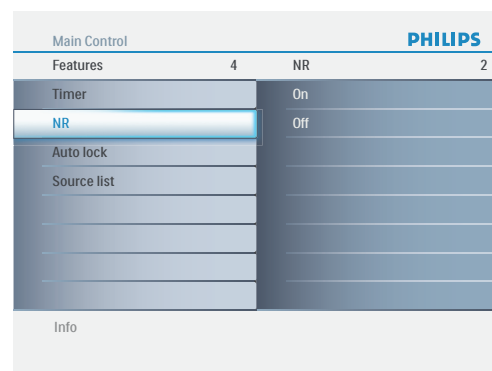 Main Control PHILIPS
Features 4 NR 2
Timer On
NR Off
Auto lock
Source list
Info